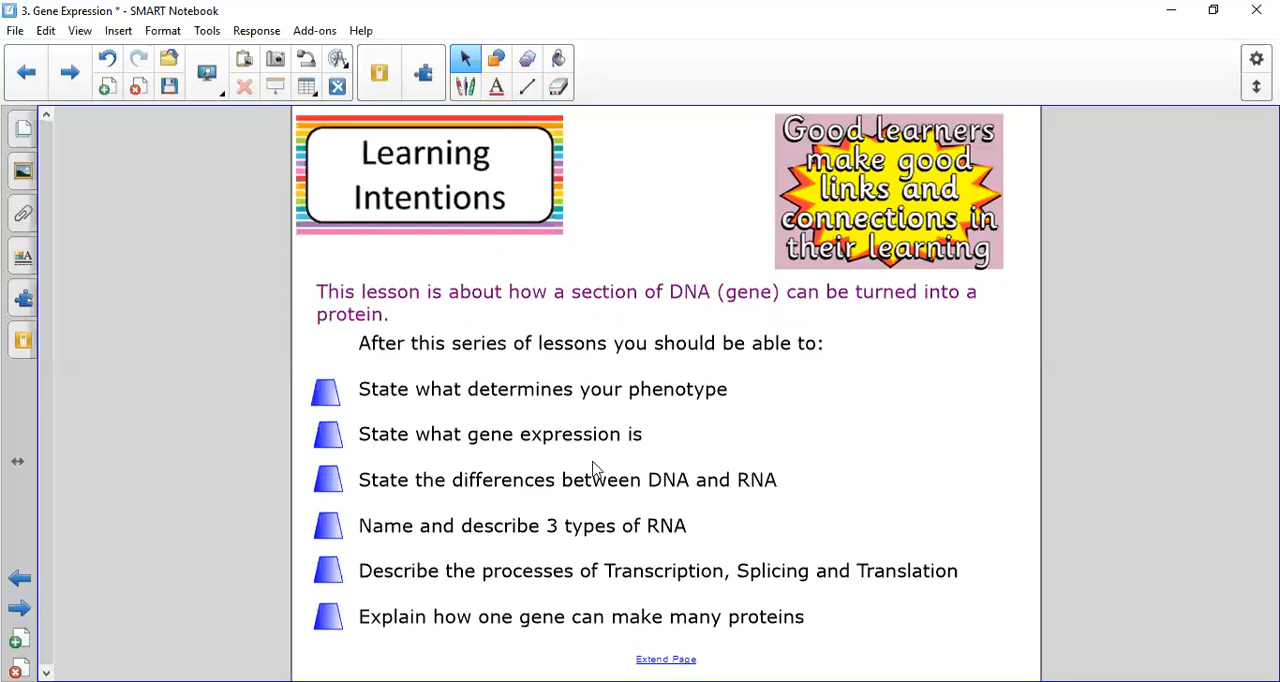 3. Gene Expression * - SMART Notebook
File Edit View Insert Format Tools Response Add-ons Help
Learning
Intentions
Good learners
make good
links and
connections in
their learning
This lesson is about how a section of DNA (gene) can be turned into a
protein.
After this series of lessons you should be able to:
State what determines your phenotype
State what gene expression is
State the differences between DNA and RNA
Name and describe 3 types of RNA
Describe the processes of Transcription, Splicing and Translation
Explain how one gene can make many proteins
Extend Page